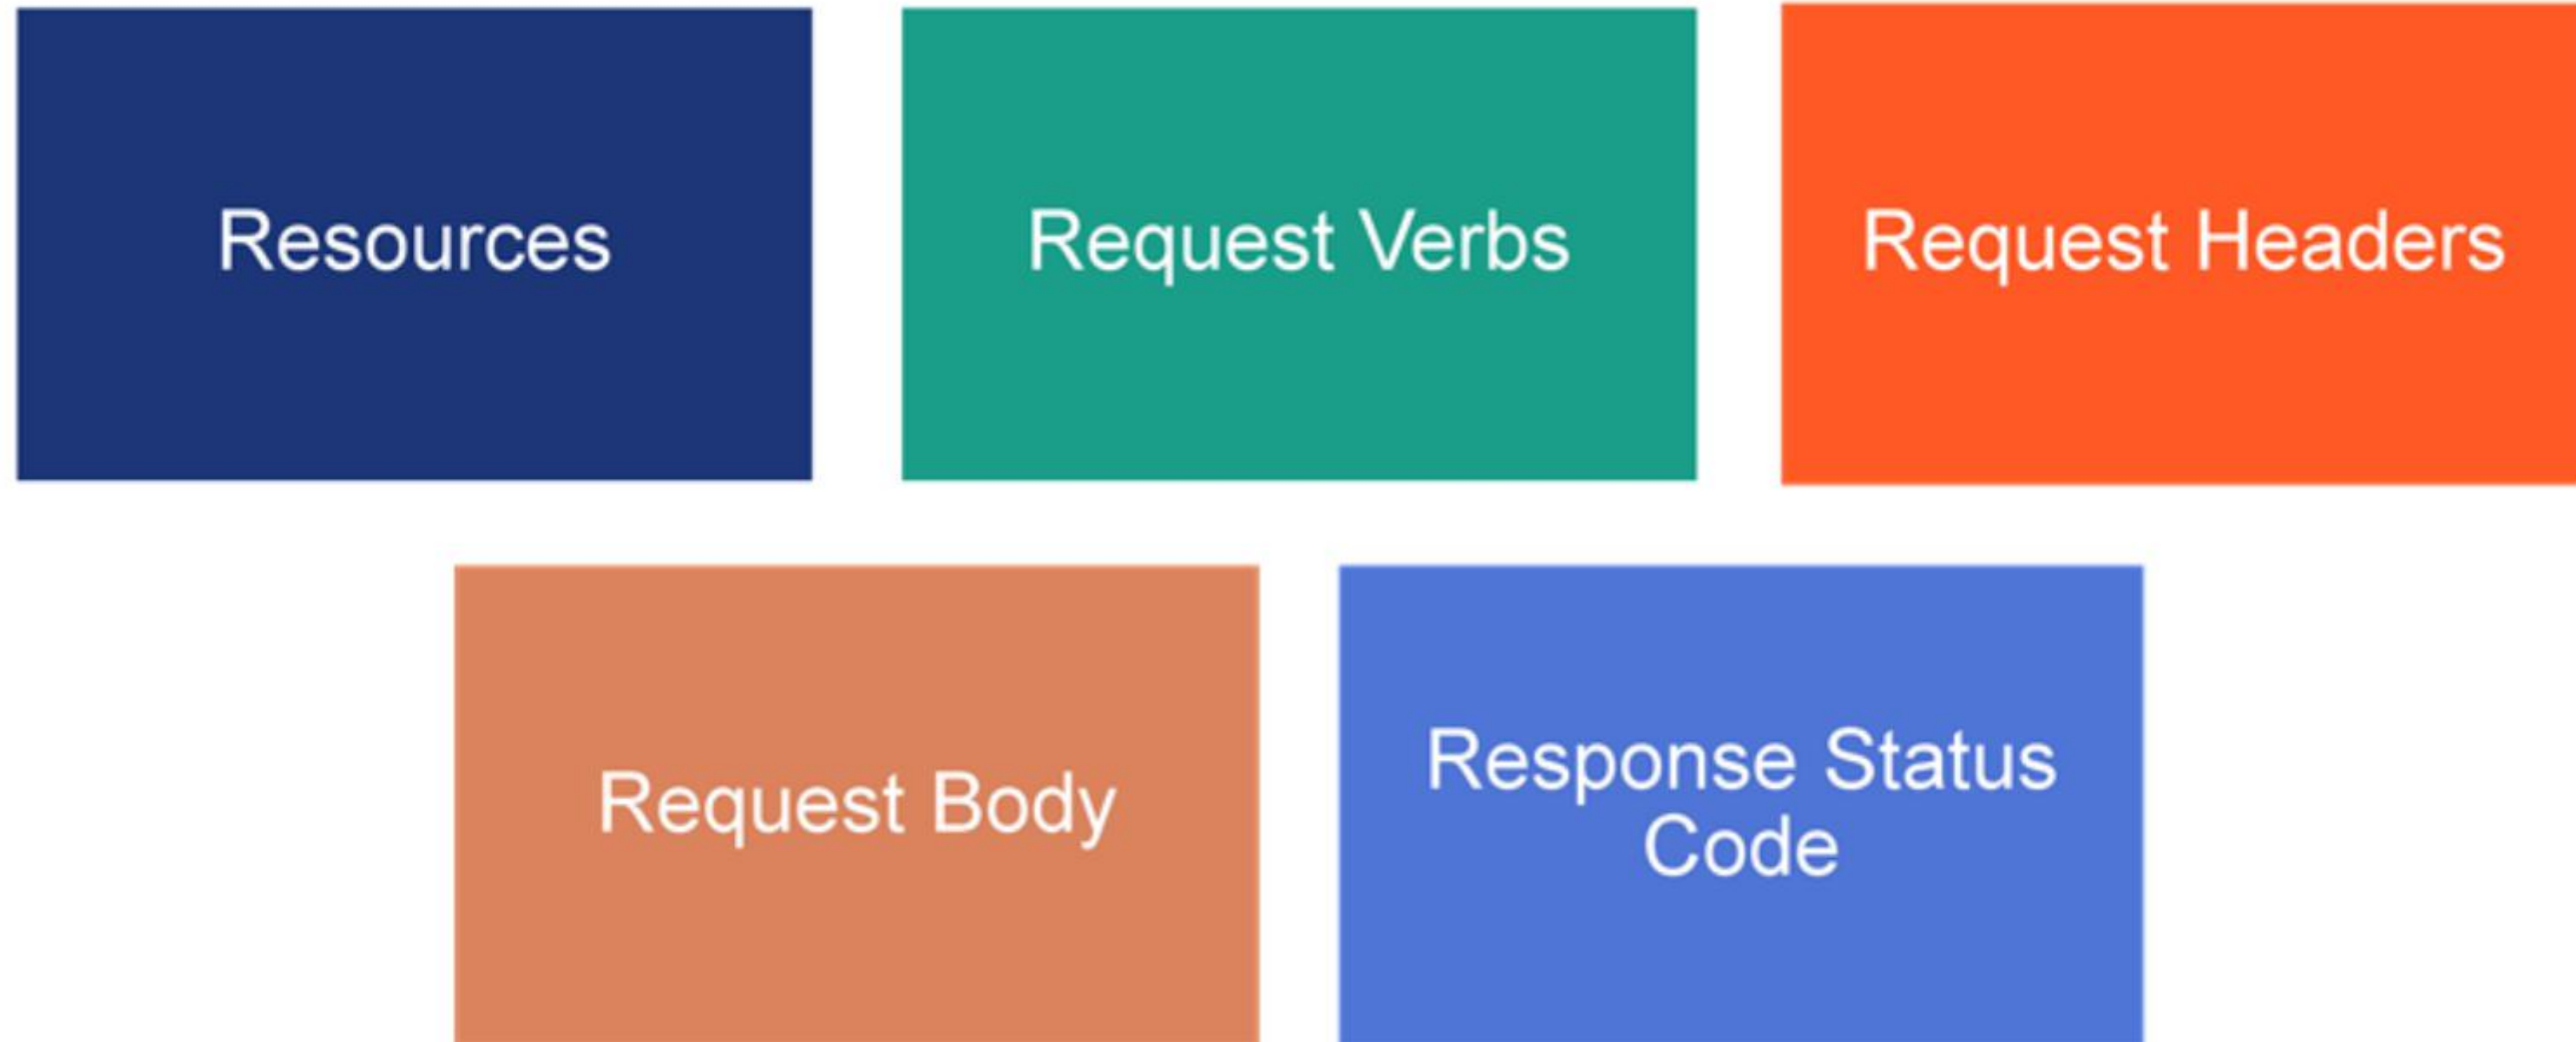 Resources
Request Verbs
Request Headers
Request Body
Response Status
Code